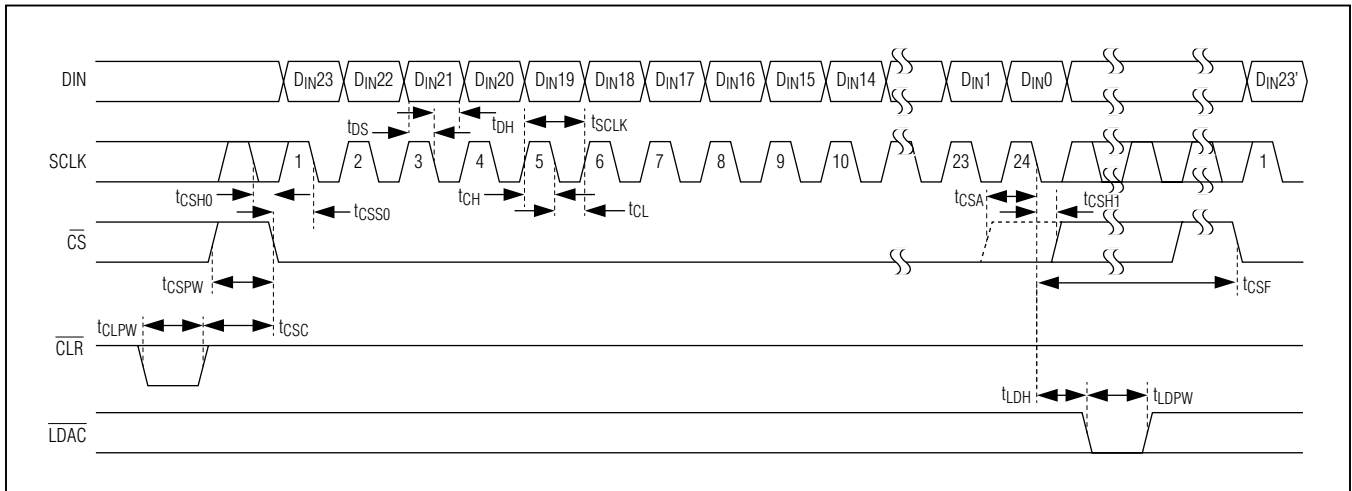 DIN DIN23 DIN22 DIN21 DIN20 DIN19 DIN18 DIN17 DIN16 DIN15 DIN14 DIN1 DIN0 DIN23'
tDS tDH tSCLK
SCLK 1 2 3 4 5 6 7 8 9 10 23 24 1
tCSH0 tCSS0 tCH tCL tCSA tCSH1
CS
tCSPW tCSF
tCLPW tCSC
CLR
tLDH tLDPW
LDAC